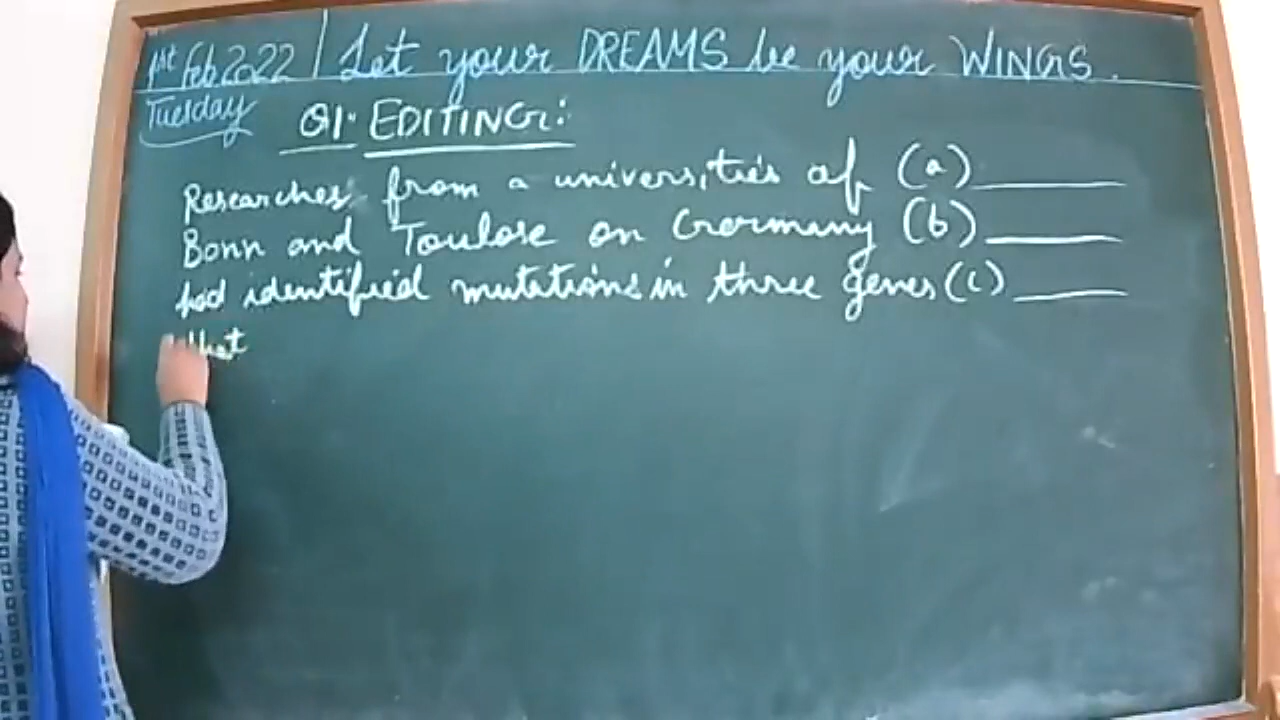 1st Feb 2022 | Let your DREAMS be your WINGS.
Tuesday
Q1. EDITING:
Researches from a universities of (a) ______
Bonn and Toulose on Germany (b) ______
had identified mutations in three genes (c) ______
that